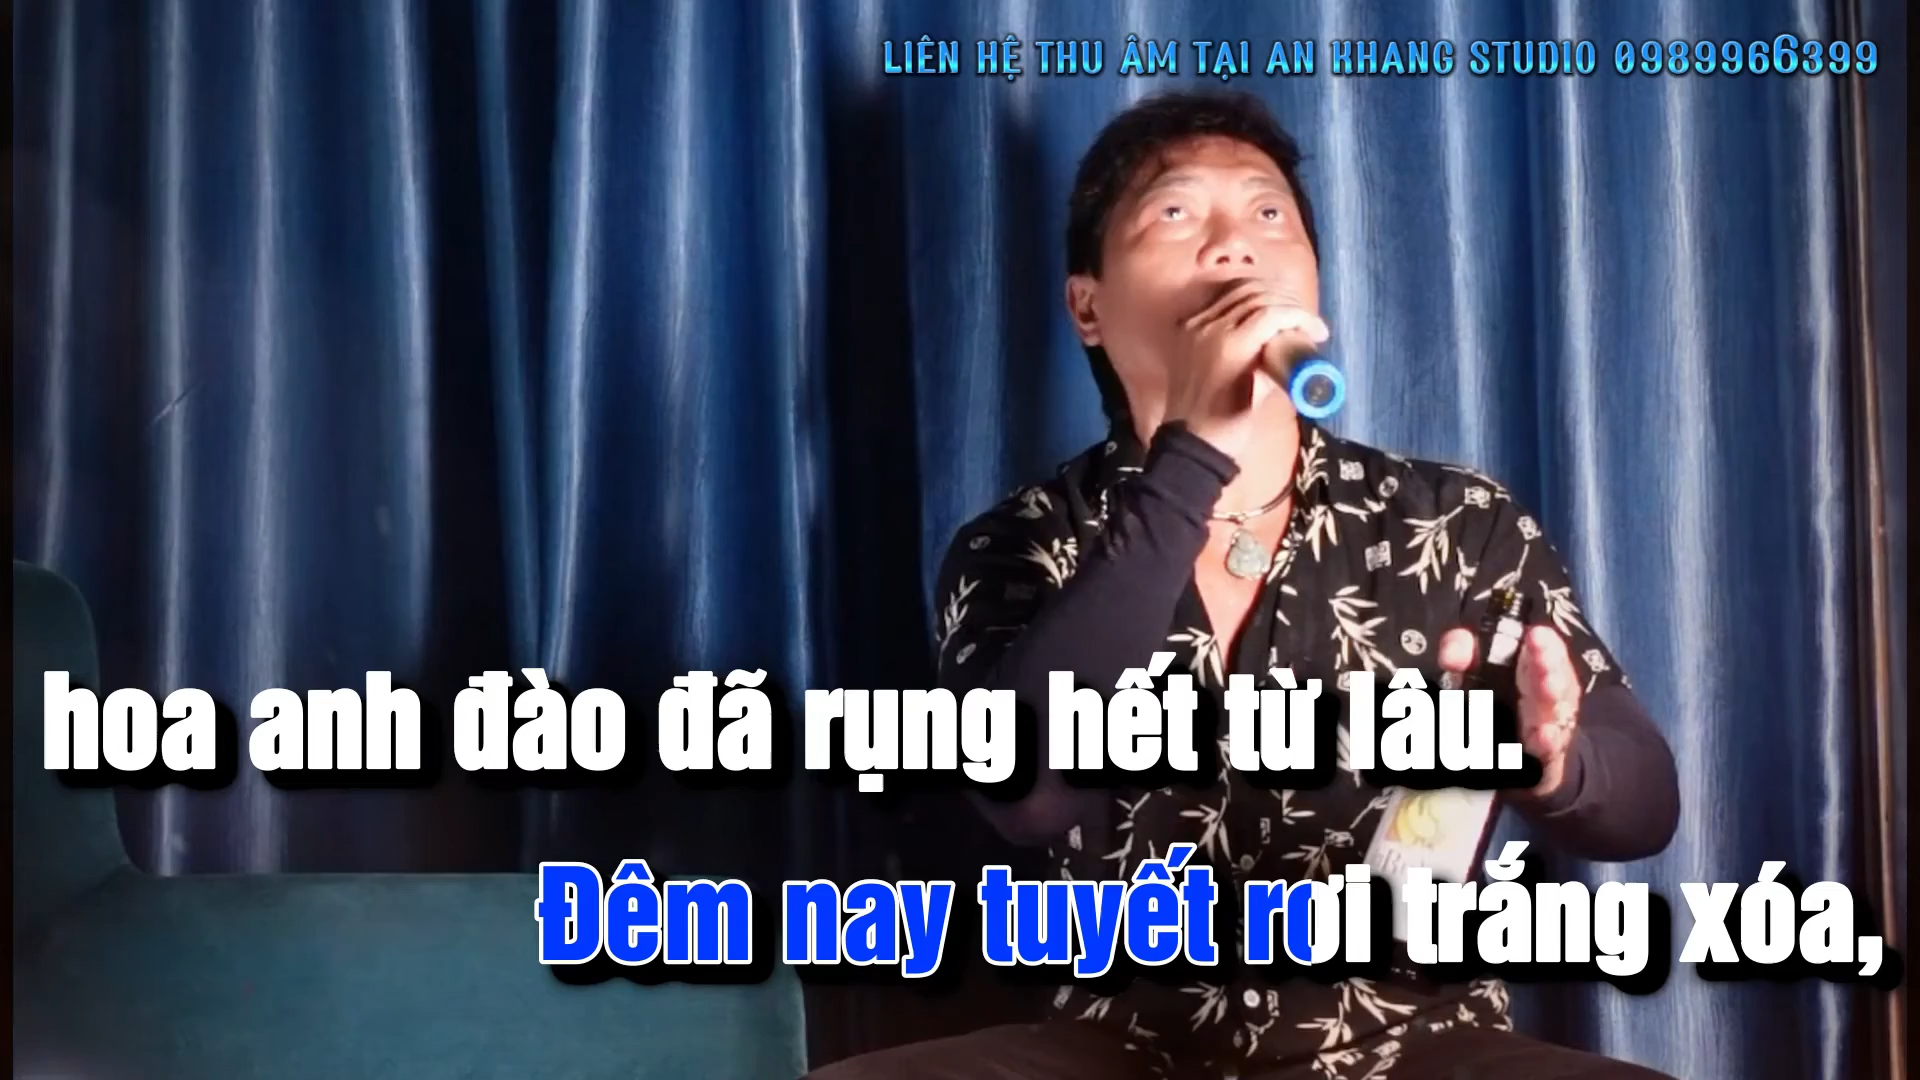 LIÊN HỆ THU ÂM TẠI AN KHANG STUDIO 0989966399
hoa anh đào đã rụng hết từ lâu.
Đêm nay tuyết rơi trắng xóa,